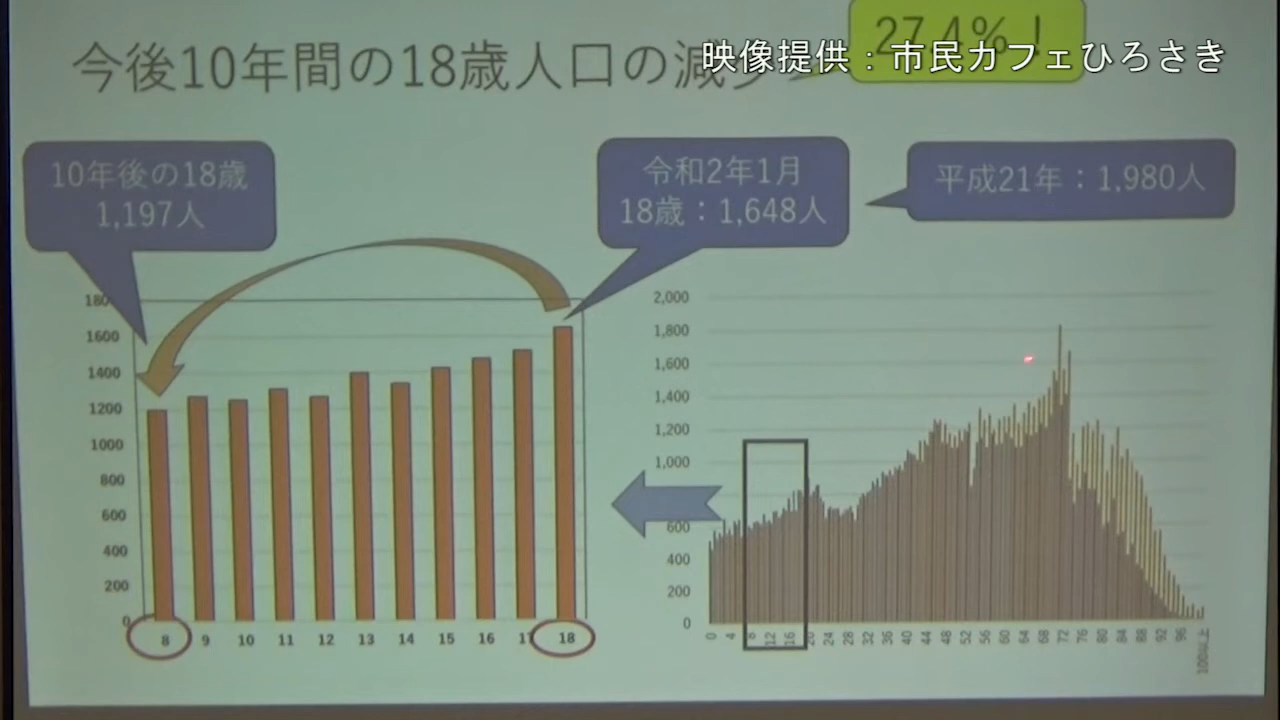 今後10年間の18歳人口の減少
27.4%!
映像提供：市民カフェひろさき
10年後の18歳
1,197人
令和2年1月
18歳：1,648人
平成21年：1,980人
1600
1400
1200
1000
800
600
400
200
0
8 9 10 11 12 13 14 15 16 17 18
2,000
1,800
1,600
1,400
1,200
1,000
600
400
200
0
0 4 8 12 16 20 24 28 32 36 40 44 48 52 56 60 64 68 72 76 80 84 88 92 96 100以上